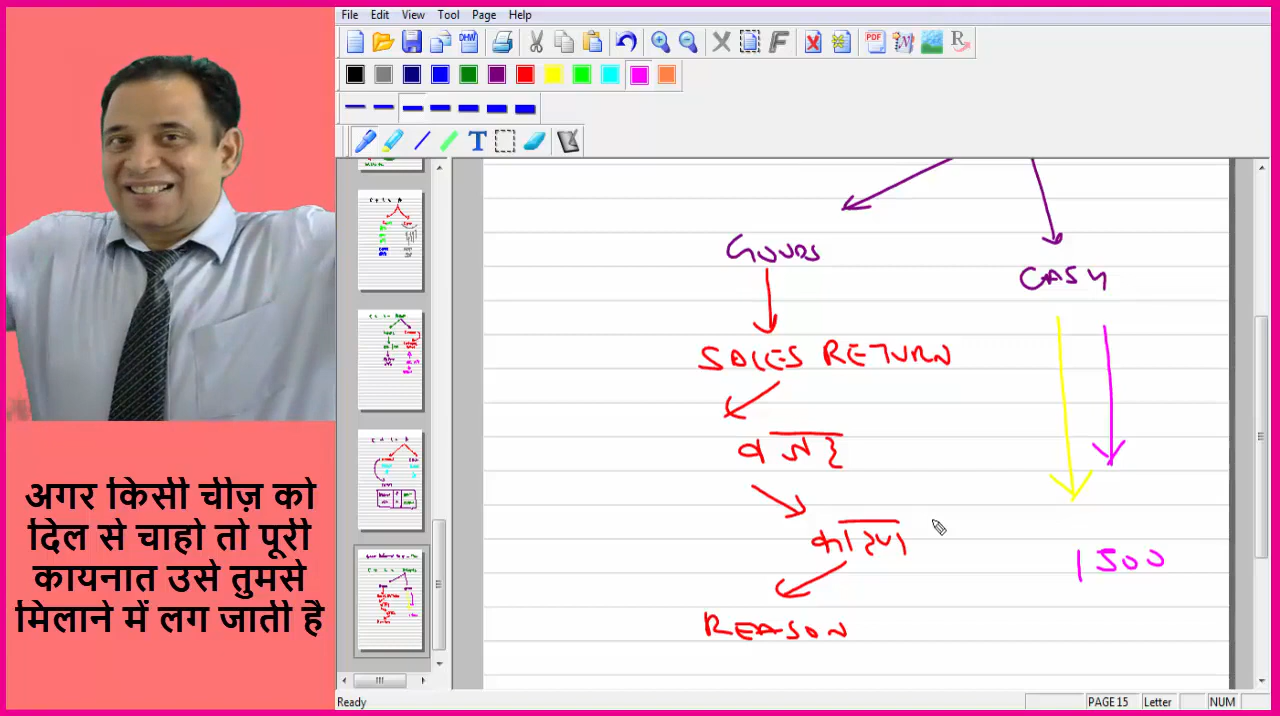 File Edit View Tool Page Help
PDF
GOODS
CASH
SALES RETURN
वजह
कारण
1500
REASON
अगर किसी चीज़ को
दिल से चाहो तो पूरी
कायनात उसे तुमसे
मिलाने में लग जाती है
Ready
PAGE 15 Letter NUM